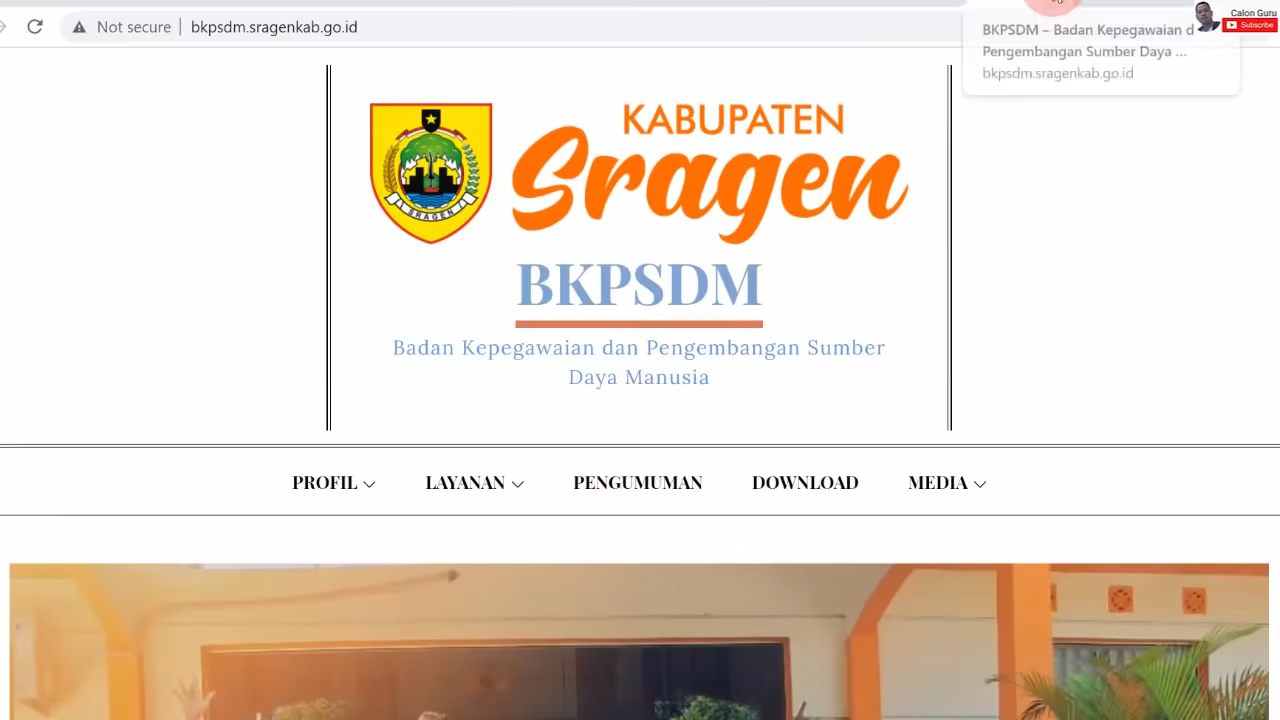 Not secure | bkpsdm.sragenkab.go.id
Calon Guru
Subscribe
BKPSDM – Badan Kepegawaian d
Pengembangan Sumber Daya ...
bkpsdm.sragenkab.go.id
KABUPATEN
Sragen
SRAGEN
BKPSDM
Badan Kepegawaian dan Pengembangan Sumber
Daya Manusia
PROFIL
LAYANAN
PENGUMUMAN
DOWNLOAD
MEDIA